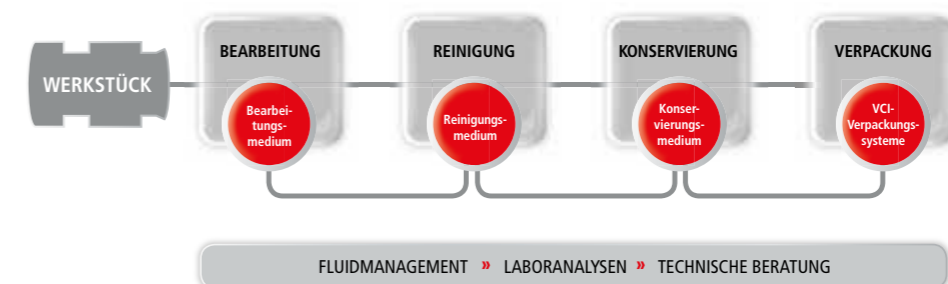 WERKSTÜCK
BEARBEITUNG
Bearbei-
tungs-
medium
REINIGUNG
Reinigungs-
medium
KONSERVIERUNG
Konser-
vierungs-
medium
VERPACKUNG
VCI-
Verpackungs-
systeme
FLUIDMANAGEMENT » LABORANALYSEN » TECHNISCHE BERATUNG